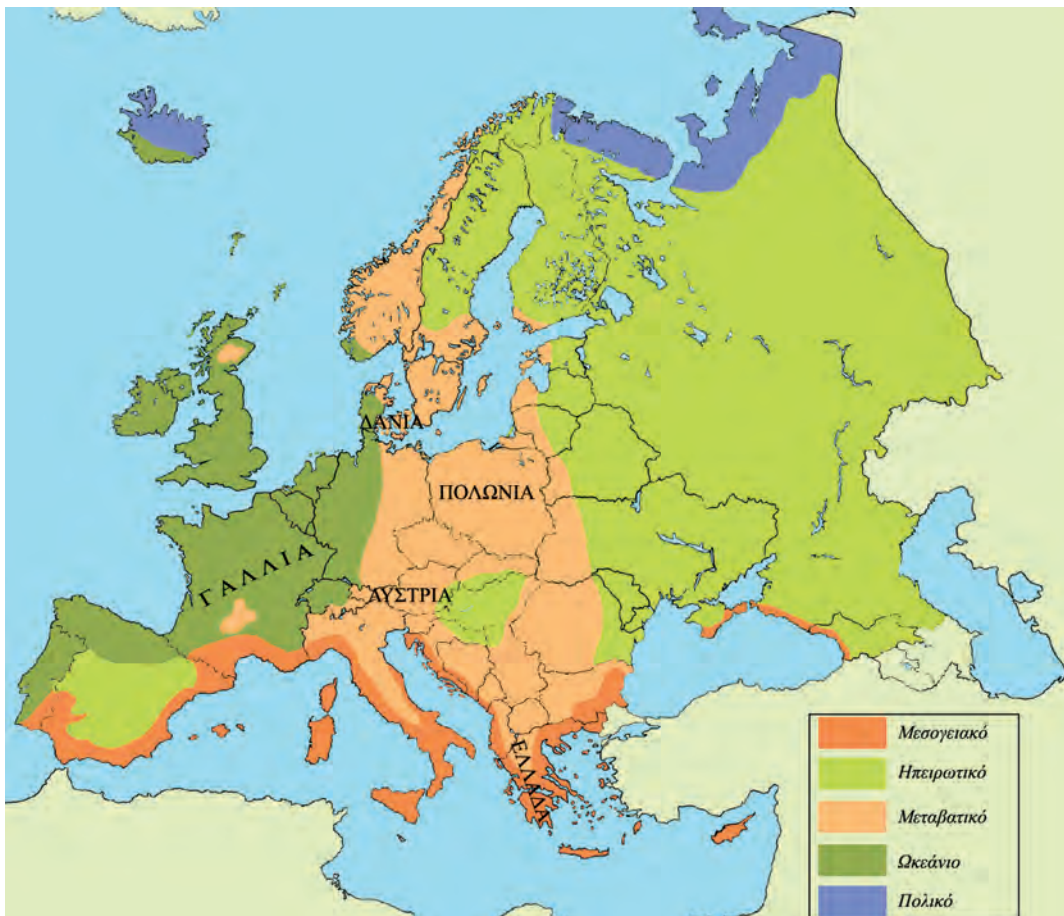 ΔΑΝΙΑ
ΠΟΛΩΝΙΑ
ΓΑΛΛΙΑ
ΑΥΣΤΡΙΑ
ΕΛΛΑΔΑ
Μεσογειακό
Ηπειρωτικό
Μεταβατικό
Ωκεάνιο
Πολικό